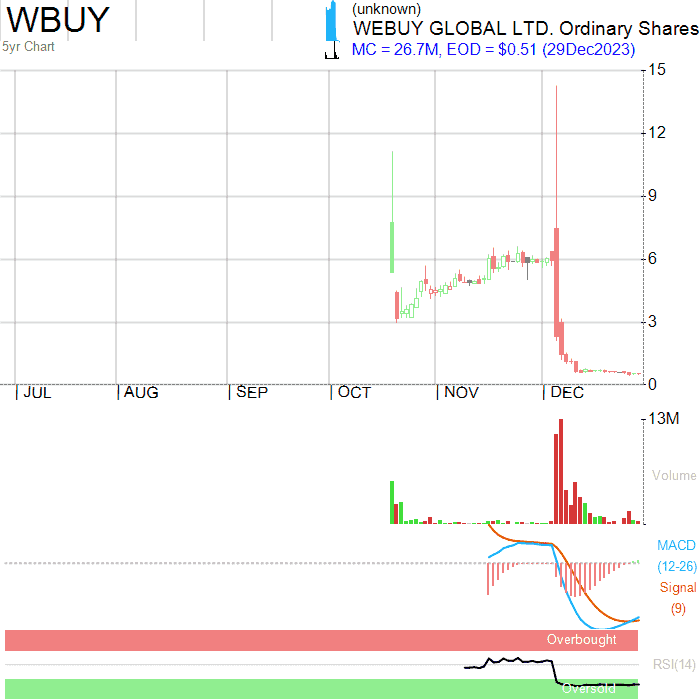 WBUY
5yr Chart
(unknown)
WEBUY GLOBAL LTD. Ordinary Shares
MC = 26.7M, EOD = $0.51 (29Dec2023)
15
12
9
6
3
0
JUL AUG SEP OCT NOV DEC
13M
Volume
MACD
(12-26)
Signal
(9)
Overbought
RSI(14)
Oversold